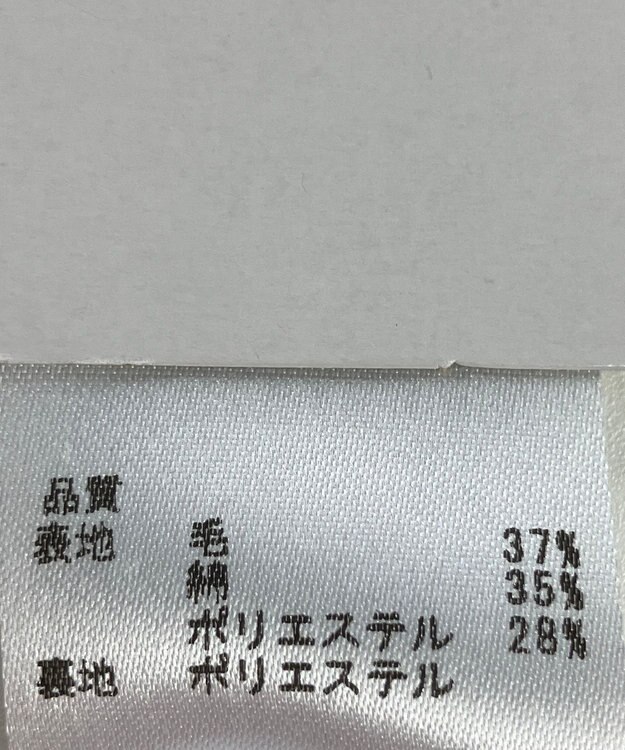 品質
表地 毛 37%
綿 35%
ポリエステル 28%
裏地 ポリエステル